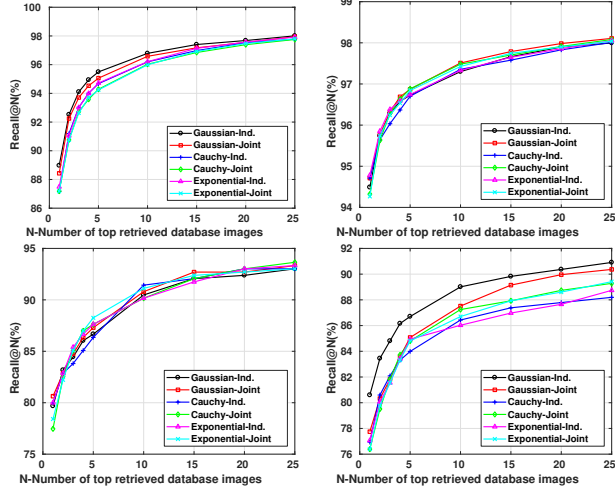 100
98
96
94
92
90
88
86
Recall@N(%)
0 5 10 15 20 25
N-Number of top retrieved database images
Gaussian-Ind.
Gaussian-Joint
Cauchy-Ind.
Cauchy-Joint
Exponential-Ind.
Exponential-Joint
99
98
97
96
95
94
Recall@N(%)
0 5 10 15 20 25
N-Number of top retrieved database images
Gaussian-Ind.
Gaussian-Joint
Cauchy-Ind.
Cauchy-Joint
Exponential-Ind.
Exponential-Joint
95
90
85
80
75
Recall@N(%)
0 5 10 15 20 25
N-Number of top retrieved database images
Gaussian-Ind.
Gaussian-Joint
Cauchy-Ind.
Cauchy-Joint
Exponential-Ind.
Exponential-Joint
92
90
88
86
84
82
80
78
76
Recall@N(%)
0 5 10 15 20 25
N-Number of top retrieved database images
Gaussian-Ind.
Gaussian-Joint
Cauchy-Ind.
Cauchy-Joint
Exponential-Ind.
Exponential-Joint